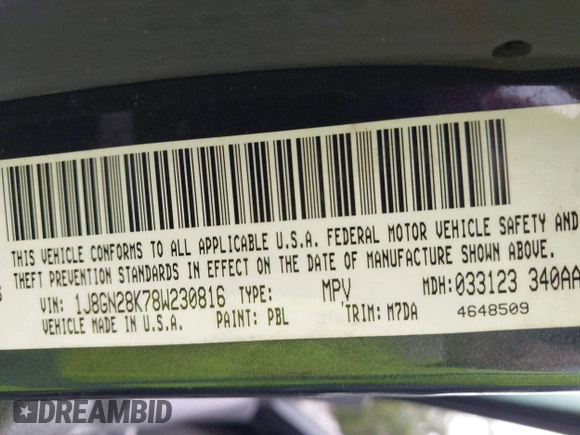 THIS VEHICLE CONFORMS TO ALL APPLICABLE U.S.A. FEDERAL MOTOR VEHICLE SAFETY AND
THEFT PREVENTION STANDARDS IN EFFECT ON THE DATE OF MANUFACTURE SHOWN ABOVE.
VIN: 1J8GN28K78W230816 TYPE: MPV MDH: 033123 340AA
VEHICLE MADE IN U.S.A. PAINT: PBL TRIM: M7DA 4648509
DREAMBID